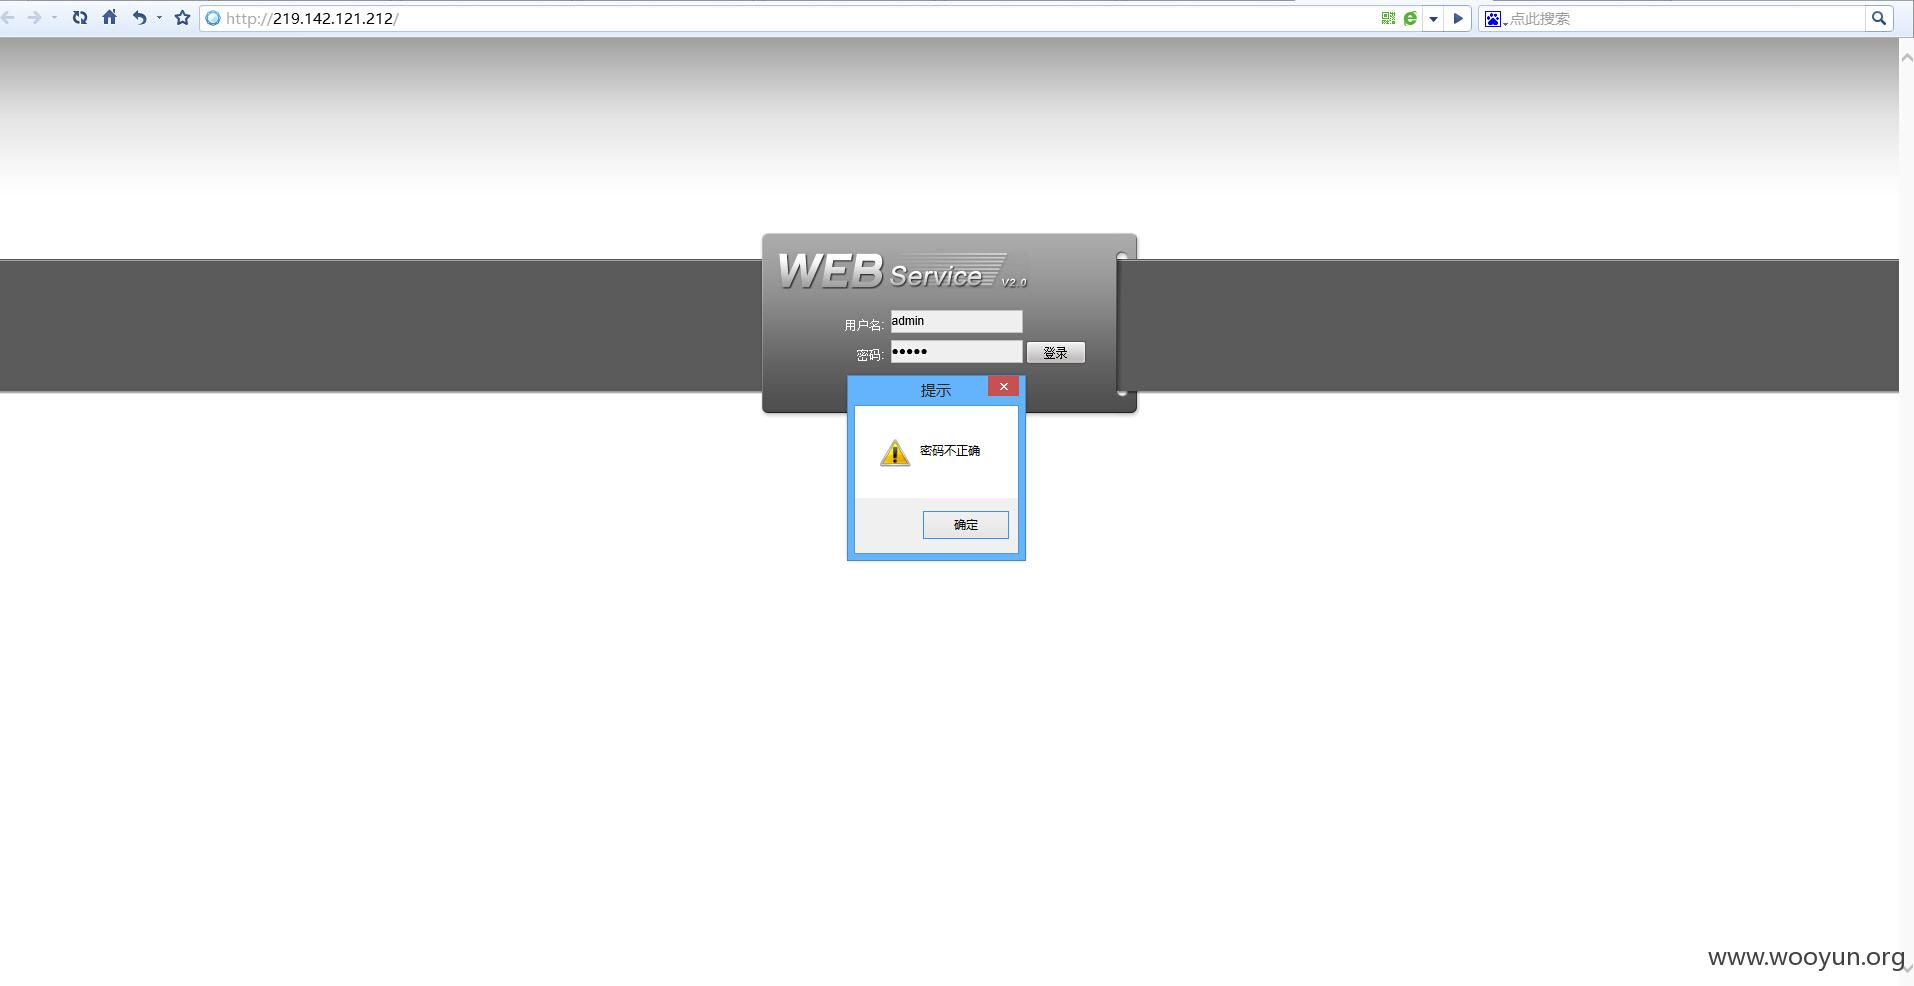 http://219.142.121.212/
点此搜索
WEB Service V2.0
用户名: admin
密码: ●●●●●
登录
提示
密码不正确
确定
www.wooyun.org